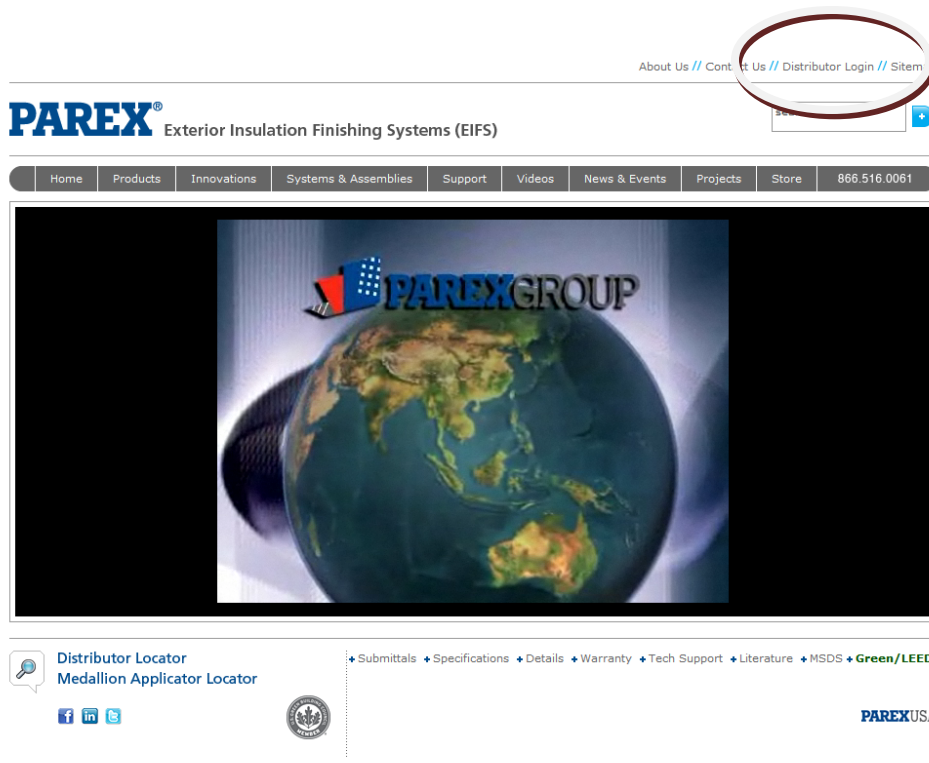 About Us // Contact Us // Distributor Login // Sitem
PAREX® Exterior Insulation Finishing Systems (EIFS)
Home Products Innovations Systems & Assemblies Support Videos News & Events Projects Store 866.516.0061
PAREXGROUP
Distributor Locator
Medallion Applicator Locator
+ Submittals + Specifications + Details + Warranty + Tech Support + Literature + MSDS + Green/LEED
MEMBER
PAREXUSA